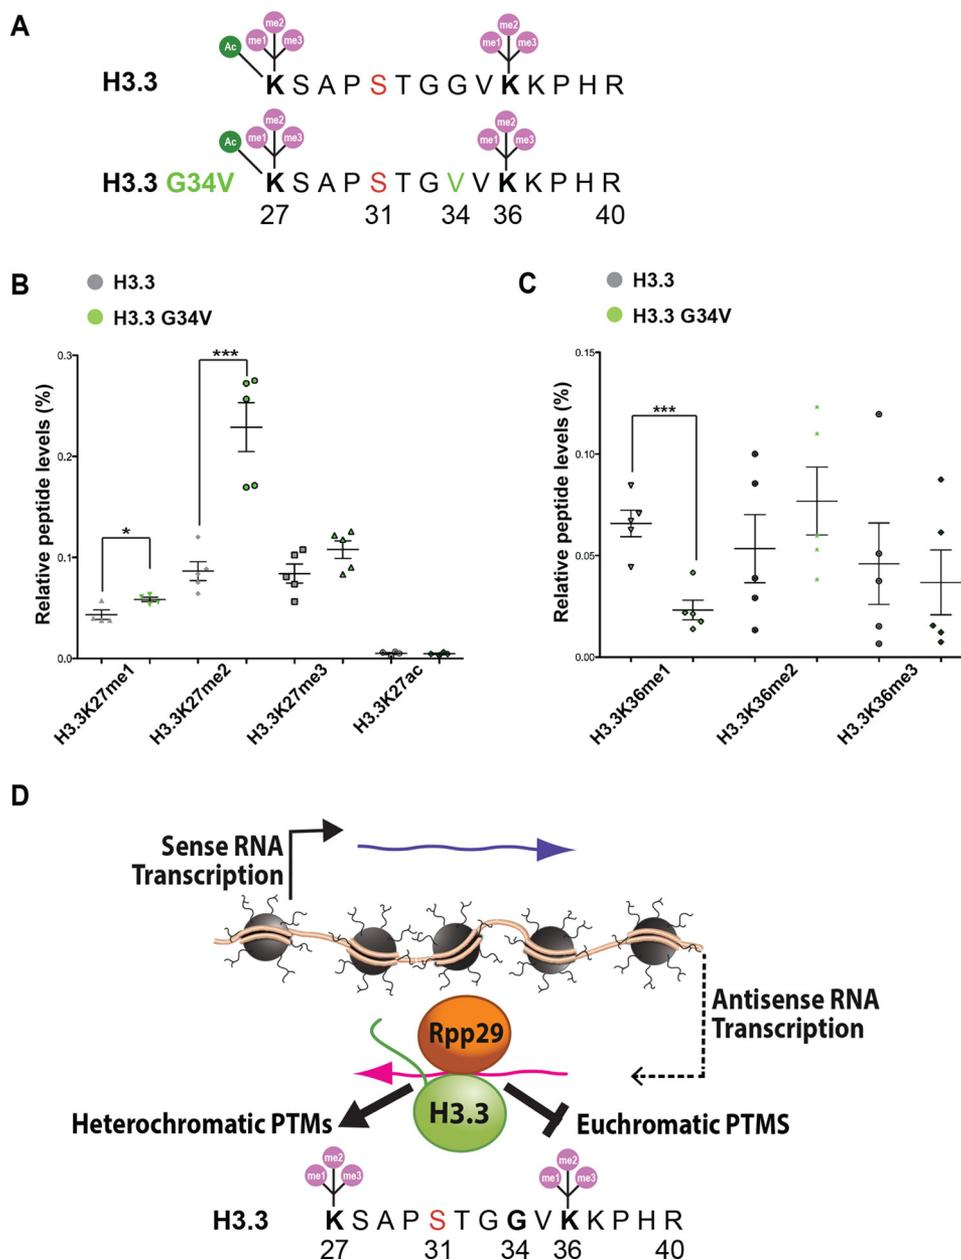 A
Ac me1 me2 me3 me1 me2 me3
H3.3 K S A P S T G G V K K P H R
Ac me1 me2 me3 me1 me2 me3
H3.3 G34V K S A P S T G V V K K P H R
27 31 34 36 40
B
H3.3
H3.3 G34V
Relative peptide levels (%)
0.3
0.2
0.1
0.0
*
***
H3.3K27me1
H3.3K27me2
H3.3K27me3
H3.3K27ac
C
H3.3
H3.3 G34V
Relative peptide levels (%)
0.15
0.10
0.05
0.00
***
H3.3K36me1
H3.3K36me2
H3.3K36me3
D
Sense RNA
Transcription
Antisense RNA
Transcription
Rpp29
H3.3
Heterochromatic PTMs
Euchromatic PTMS
me1 me2 me3 me1 me2 me3
H3.3 K S A P S T G G V K K P H R
27 31 34 36 40